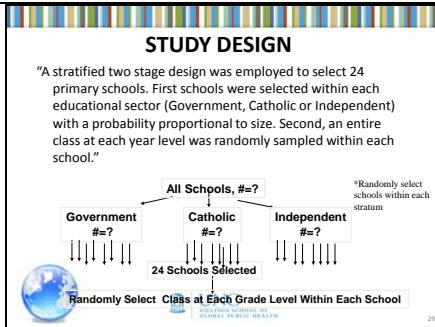 STUDY DESIGN
“A stratified two stage design was employed to select 24
primary schools. First schools were selected within each
educational sector (Government, Catholic or Independent)
with a probability proportional to size. Second, an entire
class at each year level was randomly sampled within each
school.”
All Schools, #=?
*Randomly select
schools within each
stratum
Government
#=?
Catholic
#=?
Independent
#=?
24 Schools Selected
Randomly Select Class at Each Grade Level Within Each School
UNC
GILLINGS SCHOOL OF
GLOBAL PUBLIC HEALTH
29